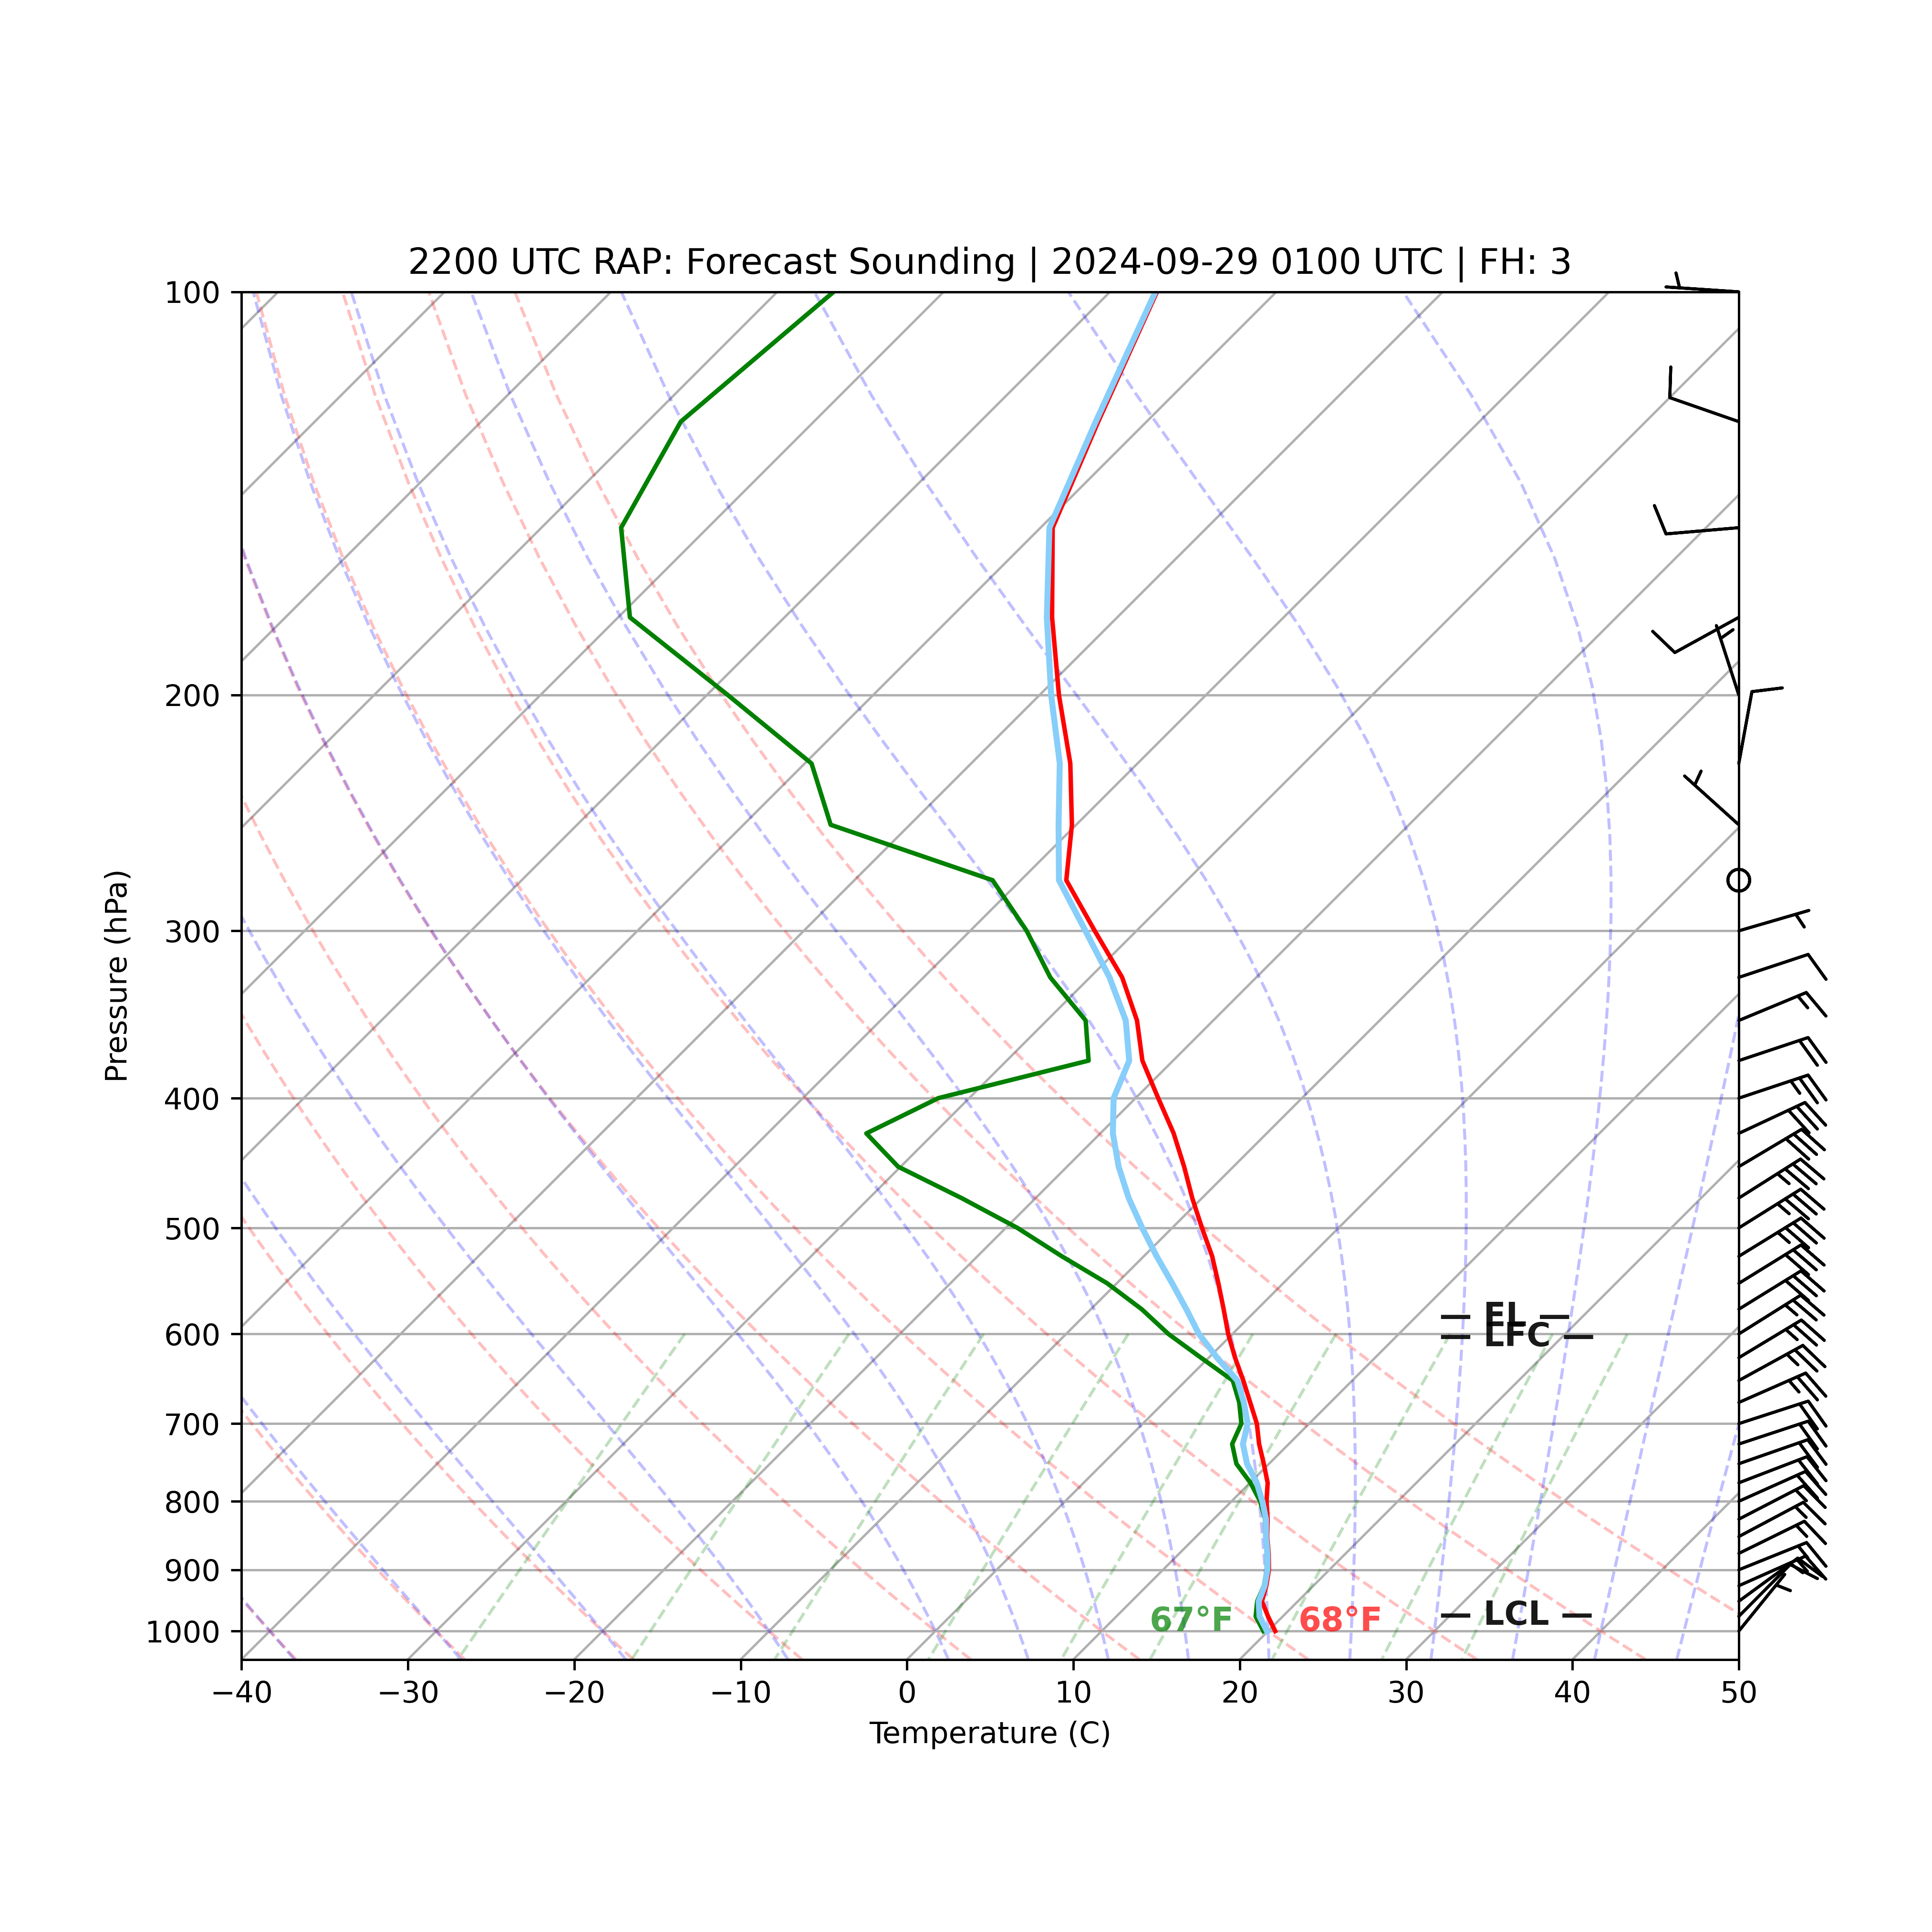 2200 UTC RAP: Forecast Sounding | 2024-09-29 0100 UTC | FH: 3
100
200
300
400
500
600
700
800
900
1000
Pressure (hPa)
— EL —
— LFC —
— LCL —
67°F
68°F
−40 −30 −20 −10 0 10 20 30 40 50
Temperature (C)